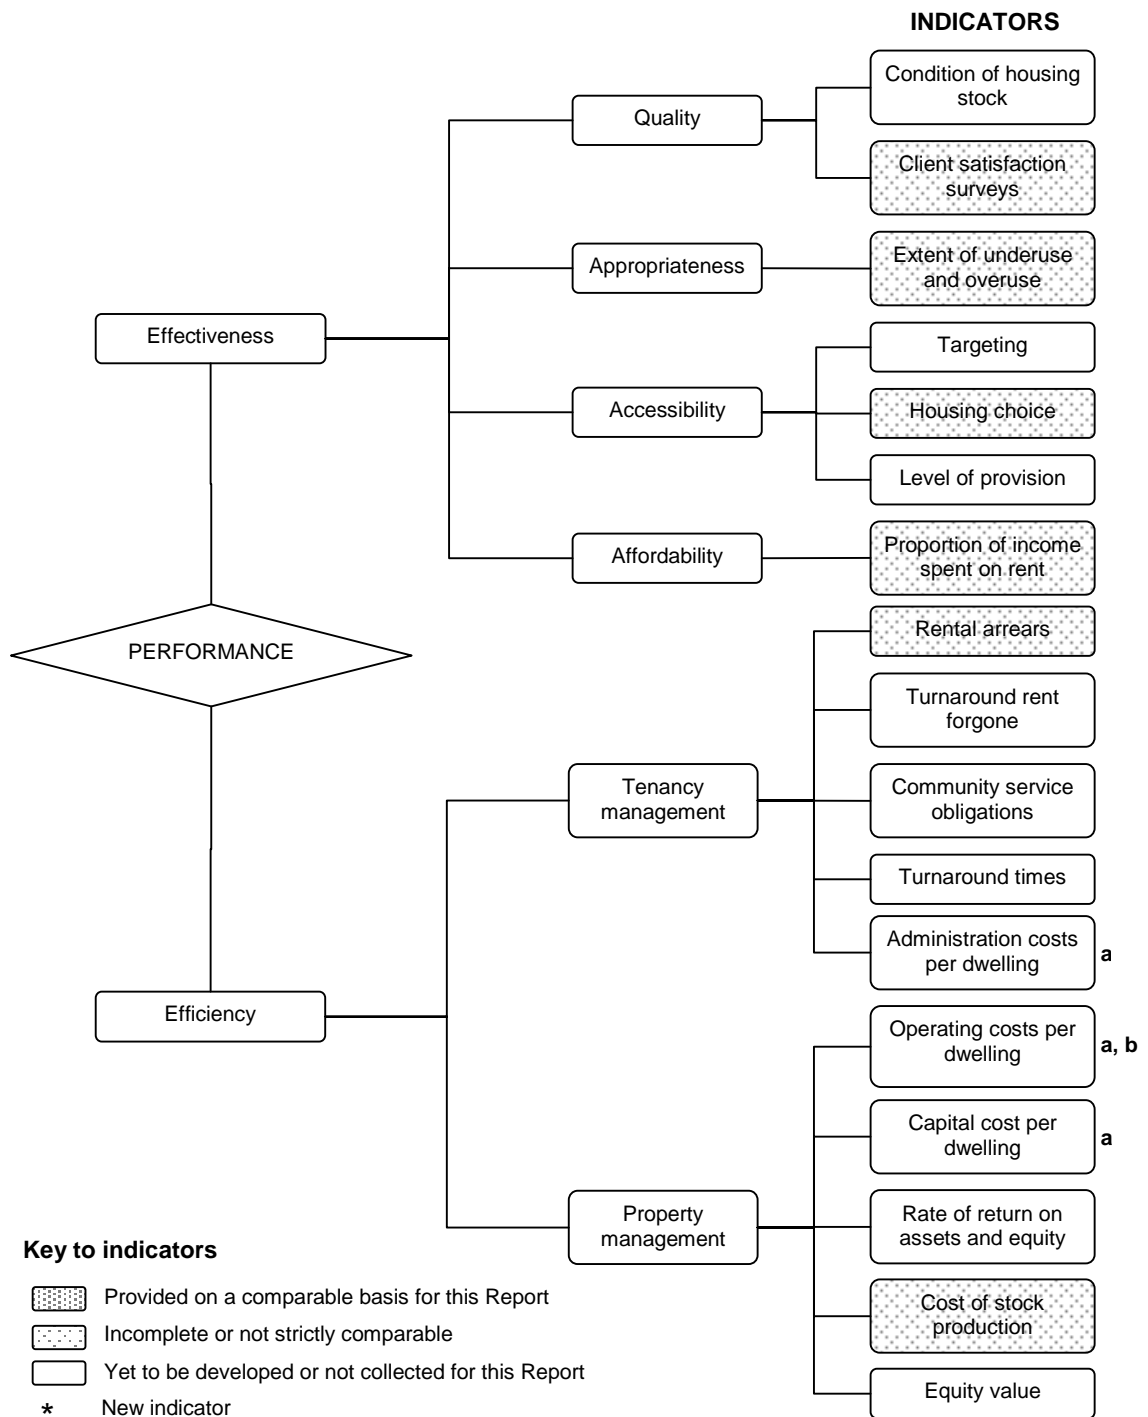 INDICATORS
Condition of housing
stock
Quality
Client satisfaction
surveys
Appropriateness
Extent of underuse
and overuse
Effectiveness
Targeting
Accessibility
Housing choice
Level of provision
Affordability
Proportion of income
spent on rent
PERFORMANCE
Rental arrears
Turnaround rent
forgone
Tenancy
management
Community service
obligations
Turnaround times
Administration costs
per dwelling
a
Efficiency
Operating costs per
dwelling
a, b
Capital cost per
dwelling
a
Property
management
Rate of return on
assets and equity
Cost of stock
production
Equity value
Key to indicators
Provided on a comparable basis for this Report
Incomplete or not strictly comparable
Yet to be developed or not collected for this Report
* New indicator